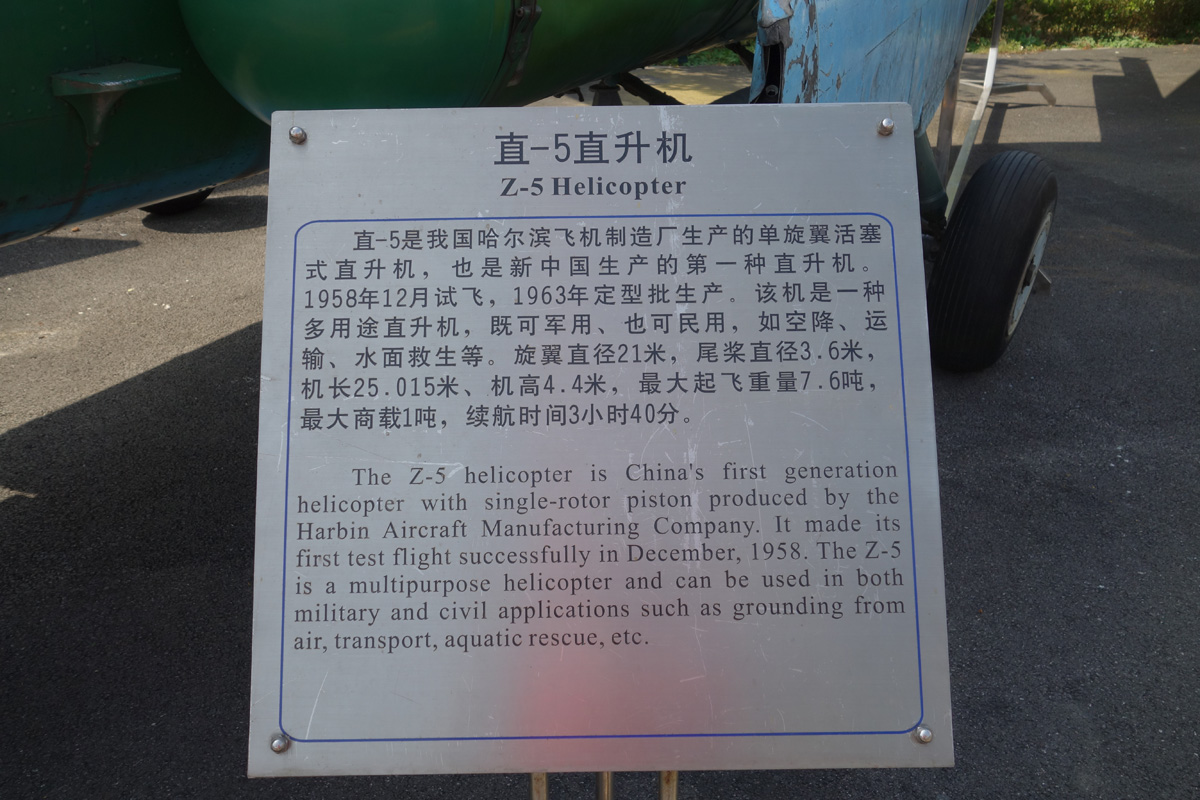 直-5直升机
Z-5 Helicopter
直-5是我国哈尔滨飞机制造厂生产的单旋翼活塞
式直升机，也是新中国生产的第一种直升机。
1958年12月试飞，1963年定型批生产。该机是一种
多用途直升机，既可军用、也可民用，如空降、运
输、水面救生等。旋翼直径21米，尾桨直径3.6米，
机长25.015米、机高4.4米，最大起飞重量7.6吨，
最大商载1吨，续航时间3小时40分。
The Z-5 helicopter is China's first generation
helicopter with single-rotor piston produced by the
Harbin Aircraft Manufacturing Company. It made its
first test flight successfully in December, 1958. The Z-5
is a multipurpose helicopter and can be used in both
military and civil applications such as grounding from
air, transport, aquatic rescue, etc.